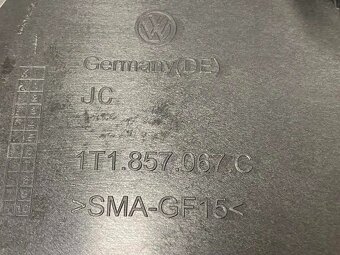 Germany(DE)
JC
1T1.857.067.C
>SMA-GF15<